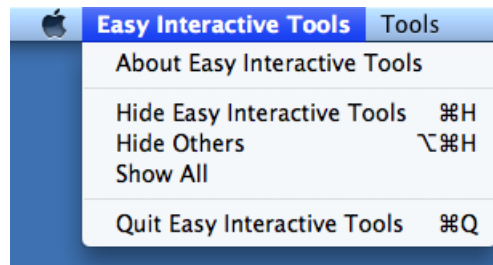 Easy Interactive Tools Tools
About Easy Interactive Tools
Hide Easy Interactive Tools ⌘H
Hide Others ⌥⌘H
Show All
Quit Easy Interactive Tools ⌘Q